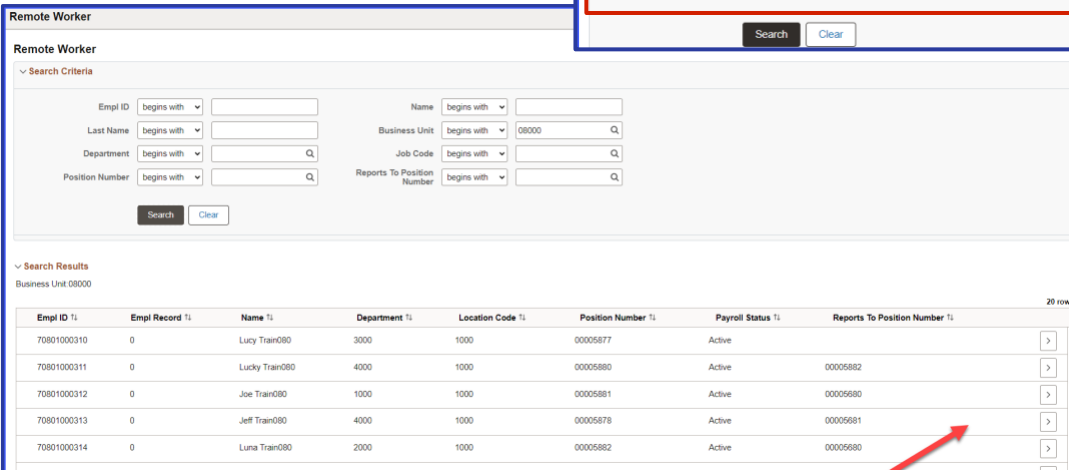 Search Clear
Remote Worker
Remote Worker
Search Criteria
Empl ID begins with Name begins with
Last Name begins with Business Unit begins with 08000
Department begins with Job Code begins with
Position Number begins with Reports To Position Number begins with
Search Clear
Search Results
Business Unit:08000
20 row
Empl ID Empl Record Name Department Location Code Position Number Payroll Status Reports To Position Number
70801000310 0 Lucy Train080 3000 1000 00005877 Active
70801000311 0 Lucky Train080 4000 1000 00005880 Active 00005882
70801000312 0 Joe Train080 1000 1000 00005881 Active 00005680
70801000313 0 Jeff Train080 4000 1000 00005878 Active 00005681
70801000314 0 Luna Train080 2000 1000 00005882 Active 00005680